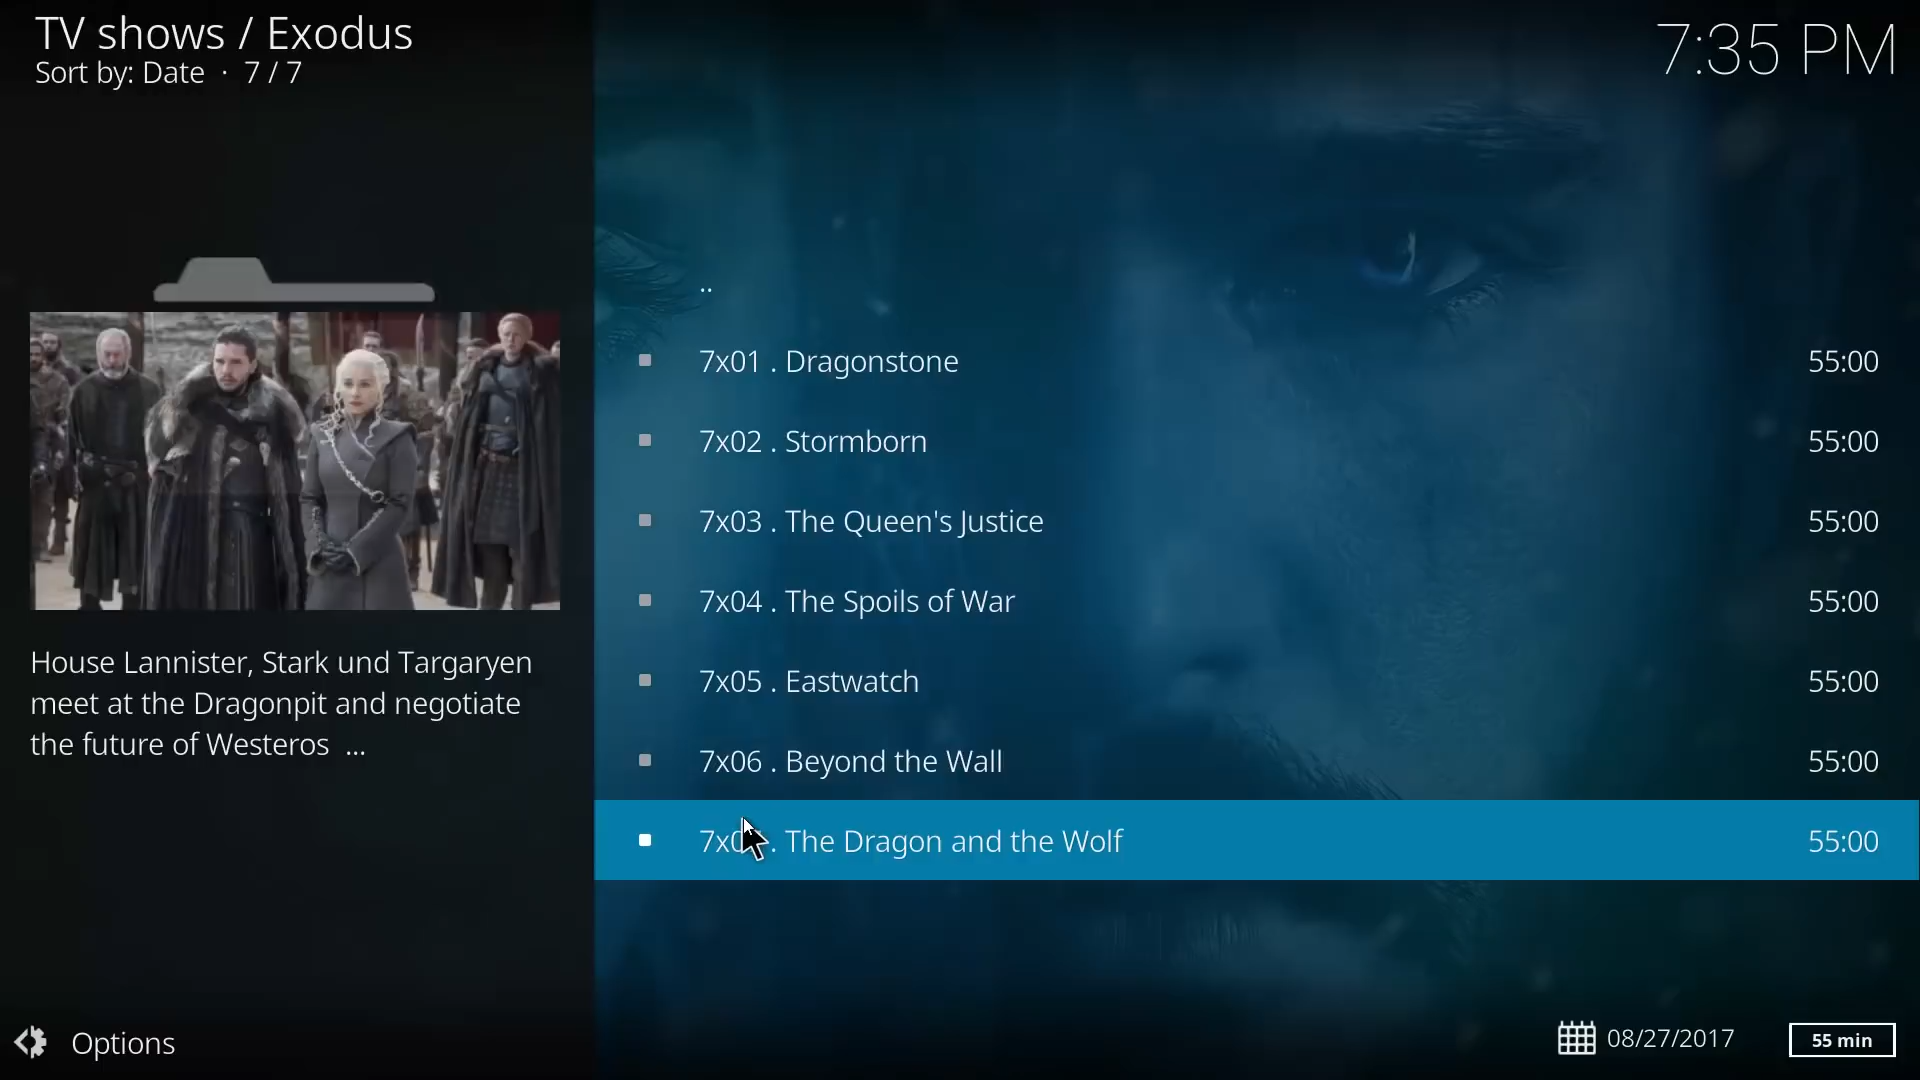 TV shows / Exodus
Sort by: Date · 7 / 7
7:35 PM
..
7x01 . Dragonstone 55:00
7x02 . Stormborn 55:00
7x03 . The Queen's Justice 55:00
7x04 . The Spoils of War 55:00
7x05 . Eastwatch 55:00
7x06 . Beyond the Wall 55:00
. The Dragon and the Wolf 55:00
House Lannister, Stark und Targaryen
meet at the Dragonpit and negotiate
the future of Westeros ...
Options
08/27/2017
55 min